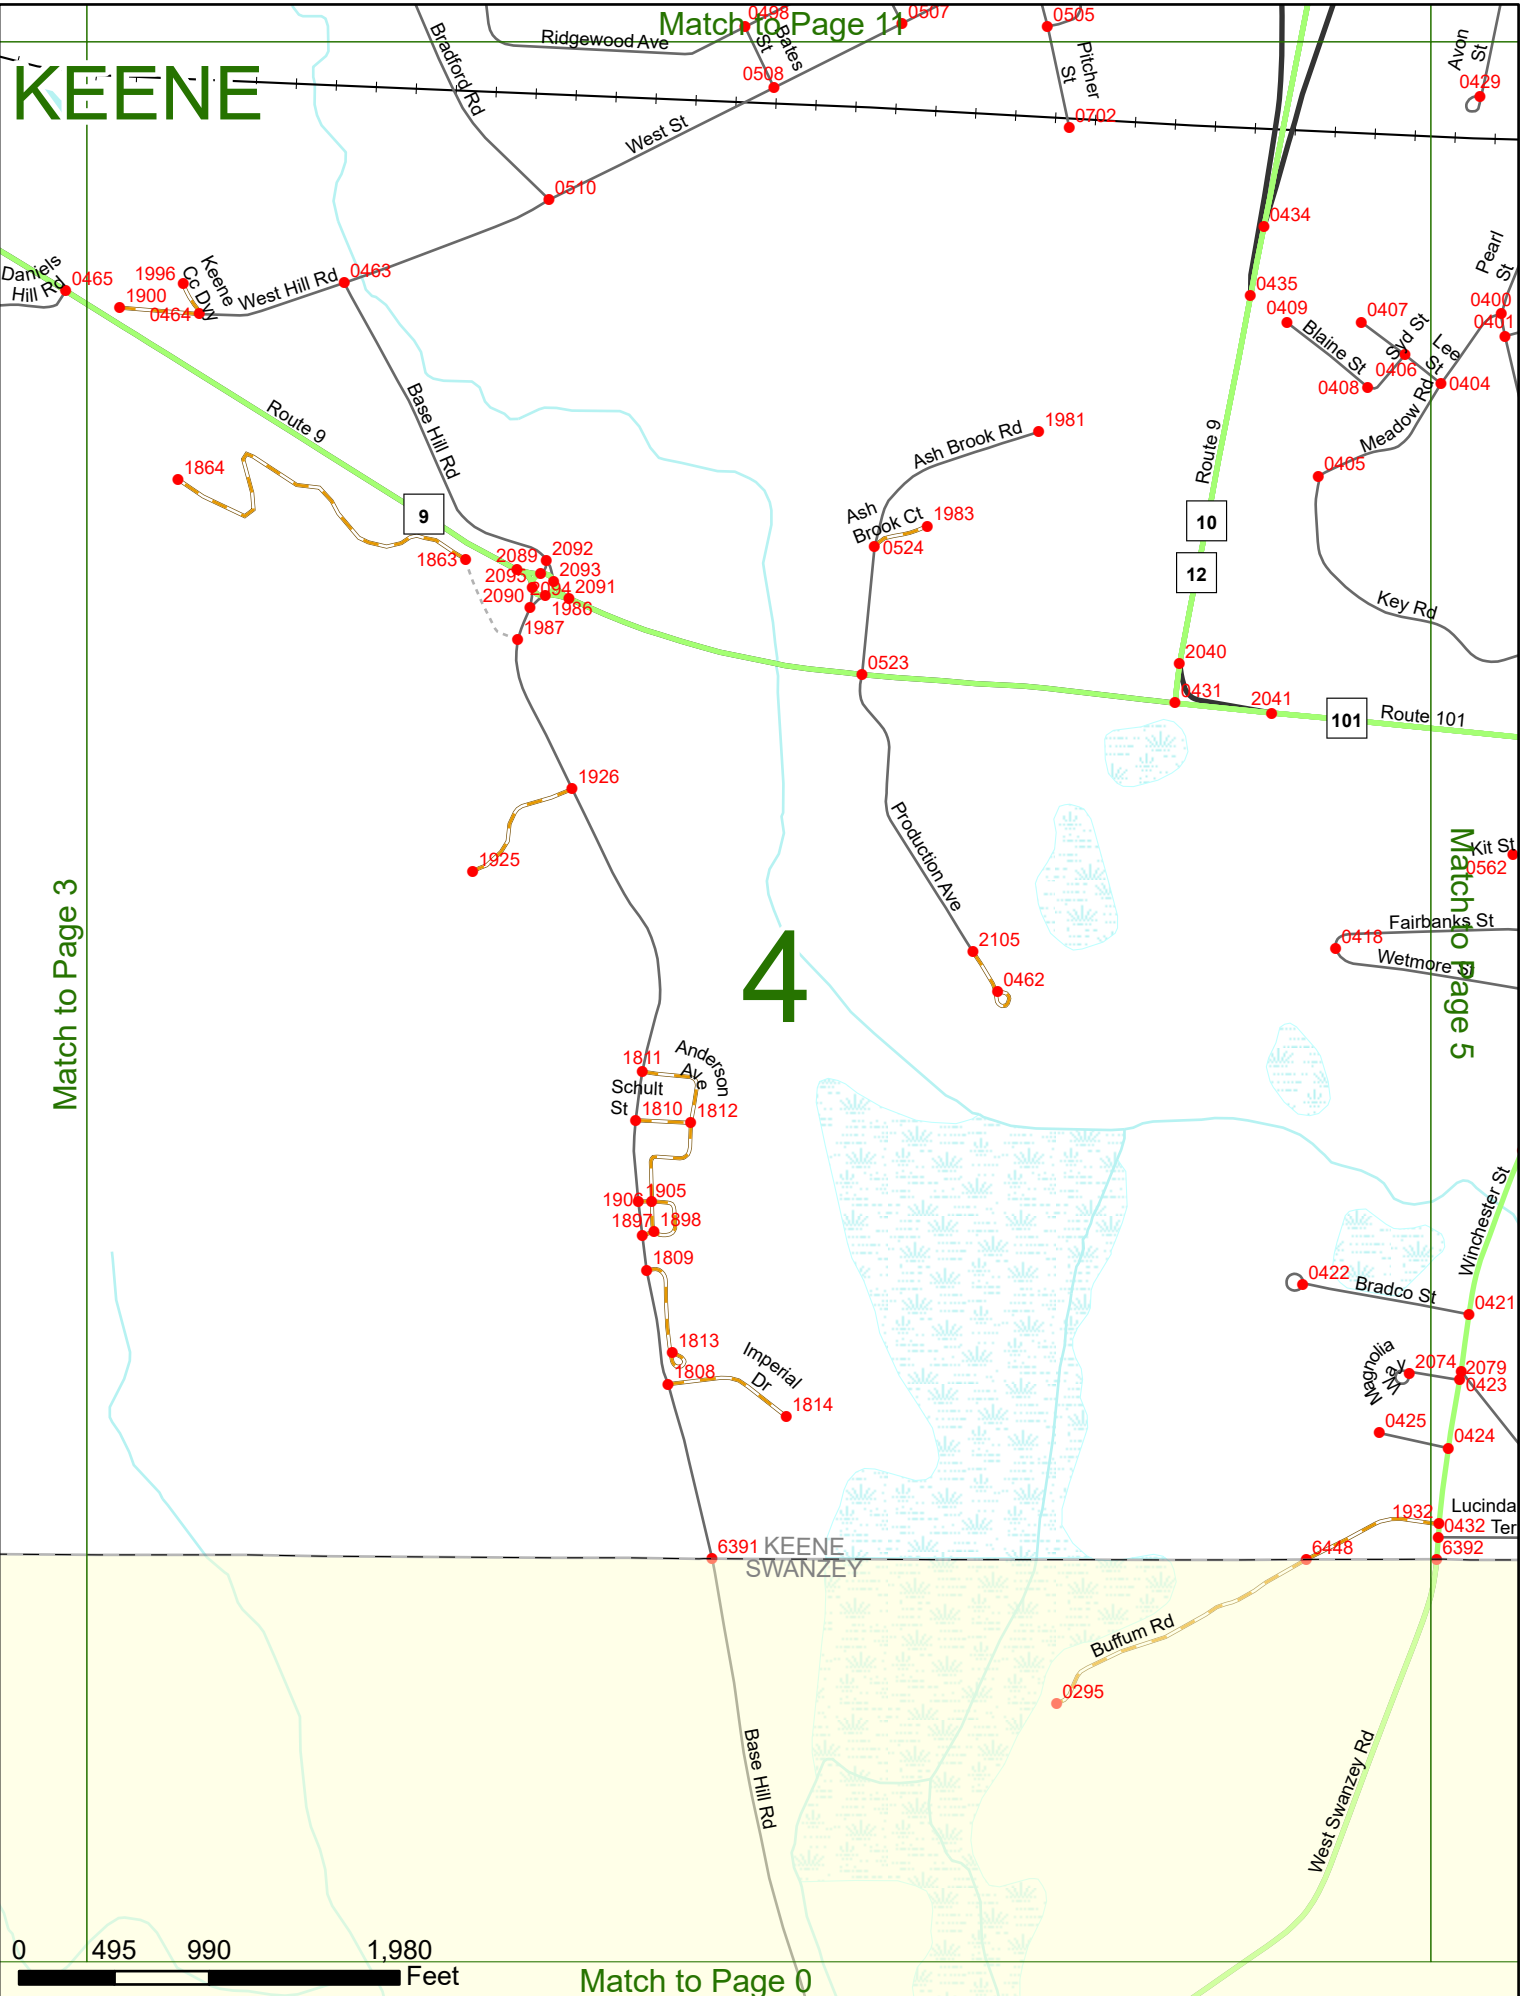 Match to Page 11
KEENE
0498
0507
0505
Bradford Rd
Ridgewood Ave
Bates
St
0508
Pitcher
St
0702
Avon
St
0429
West St
0510
0434
Daniels
Hill Rd
0465
1996
Keene
Cc Dwy
1900
0464
West Hill Rd
0463
0435
Pearl
St
0400
0401
0409
0407
Blaine St
Syd St
Lee
St
0406
0408
0404
Route 9
Base Hill Rd
Meadow Rd
Ash Brook Rd
1981
Route 9
0405
1864
9
Ash
Brook Ct
1983
0524
10
12
1863
2089
2092
2095
2093
2094
2091
2090
1986
1987
Key Rd
0523
2040
0431
2041
101
Route 101
1926
1925
Production Ave
Kit St
0562
Match to Page 3
Match to Page 5
4
2105
0462
0418
Fairbanks St
Wetmore St
1811
Anderson
Ave
Schult
St
1810
1812
1906
1905
1897
1898
1809
Winchester St
0422
Bradco St
0421
1813
1808
Imperial
Dr
1814
Magnolia
Way
2074
2079
0423
0425
0424
1932
Lucinda
Ter
0432
6391
KEENE
SWANZEY
6448
6392
Buffum Rd
0295
Base Hill Rd
West Swanzey Rd
0 495 990 1,980
Feet
Match to Page 0